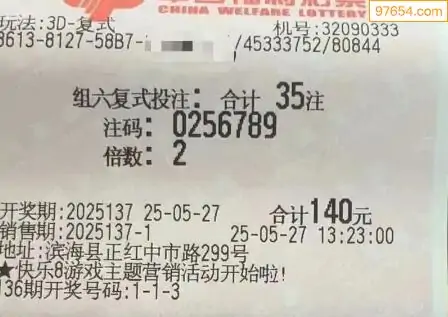 97654.com
CHINA WELFARE LOTTERY
玩法:3D-复式
机号:32090333
8613-8127-58B7-
/45333752/80844
组六复式投注: 合计 35注
注码: 0256789
倍数: 2
开奖期:2025137 25-05-27 合计140元
销售期:2025137-1 25-05-27 13:23:00
地址:滨海县正红中市路299号
★快乐8游戏主题营销活动开始啦!
136期开奖号码:1-1-3